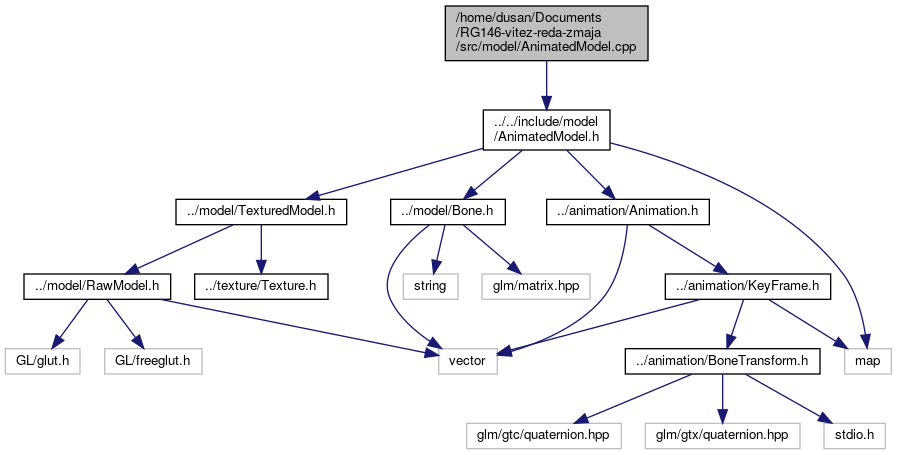 /home/dusan/Documents
/RG146-vitez-reda-zmaja
/src/model/AnimatedModel.cpp
../../include/model
/AnimatedModel.h
../model/TexturedModel.h
../model/Bone.h
../animation/Animation.h
../model/RawModel.h
../texture/Texture.h
string
glm/matrix.hpp
../animation/KeyFrame.h
GL/glut.h
GL/freeglut.h
vector
../animation/BoneTransform.h
map
glm/gtc/quaternion.hpp
glm/gtx/quaternion.hpp
stdio.h